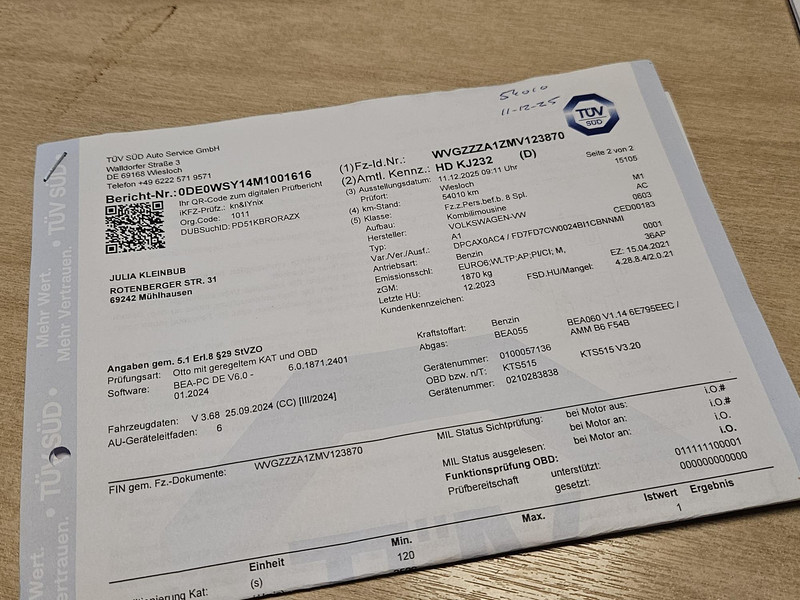 54010
11-12-25
TÜV
SÜD
TÜV SÜD Auto Service GmbH
Walldorfer Straße 3
DE 69168 Wiesloch
Telefon +49 6222 571 9571
Bericht-Nr.: 0DE0WSY14M1001616
Ihr QR-Code zum digitalen Prüfbericht
iKFZ-Prüfz.: kn&lYnix
Org.Code: 1011
DUBSuchID: PD51KBRORAZX
(1) Fz-Id.Nr.: WVGZZZA1ZMV123870
(2) Amtl. Kennz.: HD KJ232 (D)
Seite 2 von 2
(3) Ausstellungsdatum: 11.12.2025 09:11 Uhr 15105
Prüfort: Wiesloch
(4) km-Stand: 54010 km
(5) Klasse: Fz.z.Pers.bef.b. 8 Spl. M1
Aufbau: Kombilimousine AC
Hersteller: VOLKSWAGEN-VW 0603
Typ: A1 CED00183
Var./Ver./Ausf.: DPCAX0AC4 / FD7FD7CW0024BI1CBNNMI
Antriebsart: Benzin 0001
Emissionsschl: EURO6;WLTP;AP;PI/CI; M, 36AP
zGM: 1870 kg EZ: 15.04.2021
Letzte HU: 12.2023 FSD.HU/Mangel: 4.28.8.4/2.0.21
Kundenkennzeichen:
JULIA KLEINBUB
ROTENBERGER STR. 31
69242 Mühlhausen
Angaben gem. 5.1 Erl.8 §29 StVZO
Prüfungsart: Otto mit geregeltem KAT und OBD
Software: BEA-PC DE V6.0 - 6.0.1871.2401
01.2024
Fahrzeugdaten: V 3.68 25.09.2024 (CC) [III/2024]
AU-Geräteleitfaden: 6
Kraftstoffart: Benzin
Abgas: BEA055 BEA060 V1.14 6E795EEC /
AMM B6 F54B
Gerätenummer: 0100057136
OBD bzw. n/T: KTS515 KTS515 V3.20
Gerätenummer: 0210283838
FIN gem. Fz.-Dokumente: WVGZZZA1ZMV123870
MIL Status Sichtprüfung: bei Motor aus: i.O.#
bei Motor an: i.O.#
MIL Status ausgelesen: bei Motor an: i.O.
Funktionsprüfung OBD: i.O.
Prüfbereitschaft unterstützt: 011111100001
gesetzt: 000000000000
Einheit Min. Max. Istwert Ergebnis
Kat: (s) 120 1
Mehr Wert.
Mehr Vertrauen.
TÜV SÜD
TÜV SÜD
Wert.